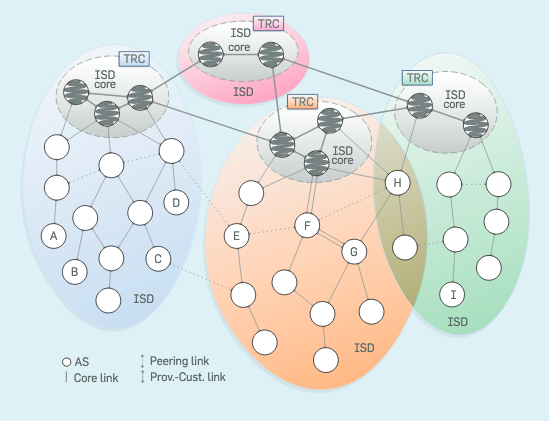 TRC
ISD
core
ISD
TRC
ISD
core
TRC
ISD
core
TRC
ISD
core
H
D
A
B
C
ISD
E
F
G
ISD
I
ISD
AS
Core link
Peering link
Prov.-Cust. link